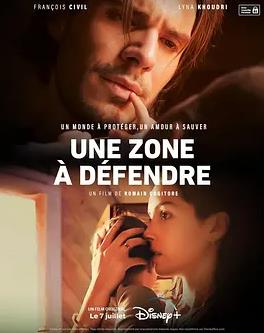 FRANÇOIS CIVIL
LYNA KHOUDRI
UN MONDE À PROTÉGER, UN AMOUR À SAUVER
UNE ZONE
À DÉFENDRE
UN FILM DE ROMAIN COGITORE
UN FILM ORIGINAL
Le 7 juillet
Disney+